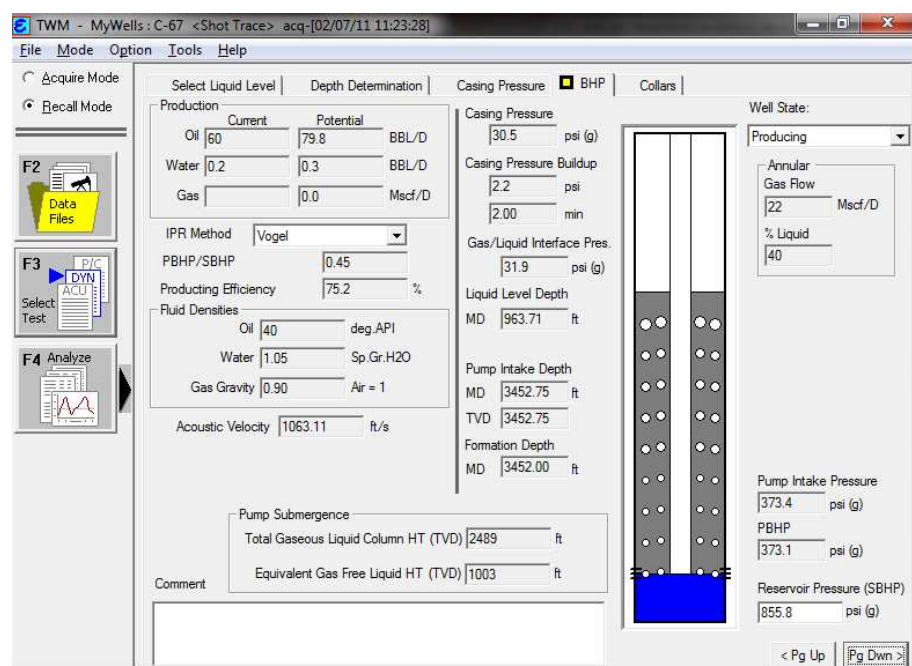 TWM - MyWells : C-67 <Shot Trace> acq-[02/07/11 11:23:28]
File Mode Option Tools Help
Acquire Mode
Recall Mode
F2
Data
Files
F3
P/C
DYN
ACU
Select
Test
F4 Analyze
Select Liquid Level
Depth Determination
Casing Pressure
BHP
Collars
Production
Current Potential
Oil 60 79.8 BBL/D
Water 0.2 0.3 BBL/D
Gas 0.0 Mscf/D
IPR Method Vogel
PBHP/SBHP 0.45
Producting Efficiency 75.2 %
Fluid Densities
Oil 40 deg.API
Water 1.05 Sp.Gr.H2O
Gas Gravity 0.90 Air = 1
Acoustic Velocity 1063.11 ft/s
Casing Pressure
30.5 psi (g)
Casing Pressure Buildup
2.2 psi
2.00 min
Gas/Liquid Interface Pres.
31.9 psi (g)
Liquid Level Depth
MD 963.71 ft
Pump Intake Depth
MD 3452.75 ft
TVD 3452.75
Formation Depth
MD 3452.00 ft
Pump Submergence
Total Gaseous Liquid Column HT (TVD) 2489 ft
Equivalent Gas Free Liquid HT (TVD) 1003 ft
Comment
Well State:
Producing
Annular
Gas Flow
22 Mscf/D
% Liquid
40
Pump Intake Pressure
373.4 psi (g)
PBHP
373.1 psi (g)
Reservoir Pressure (SBHP)
855.8 psi (g)
< Pg Up
Pg Dwn >